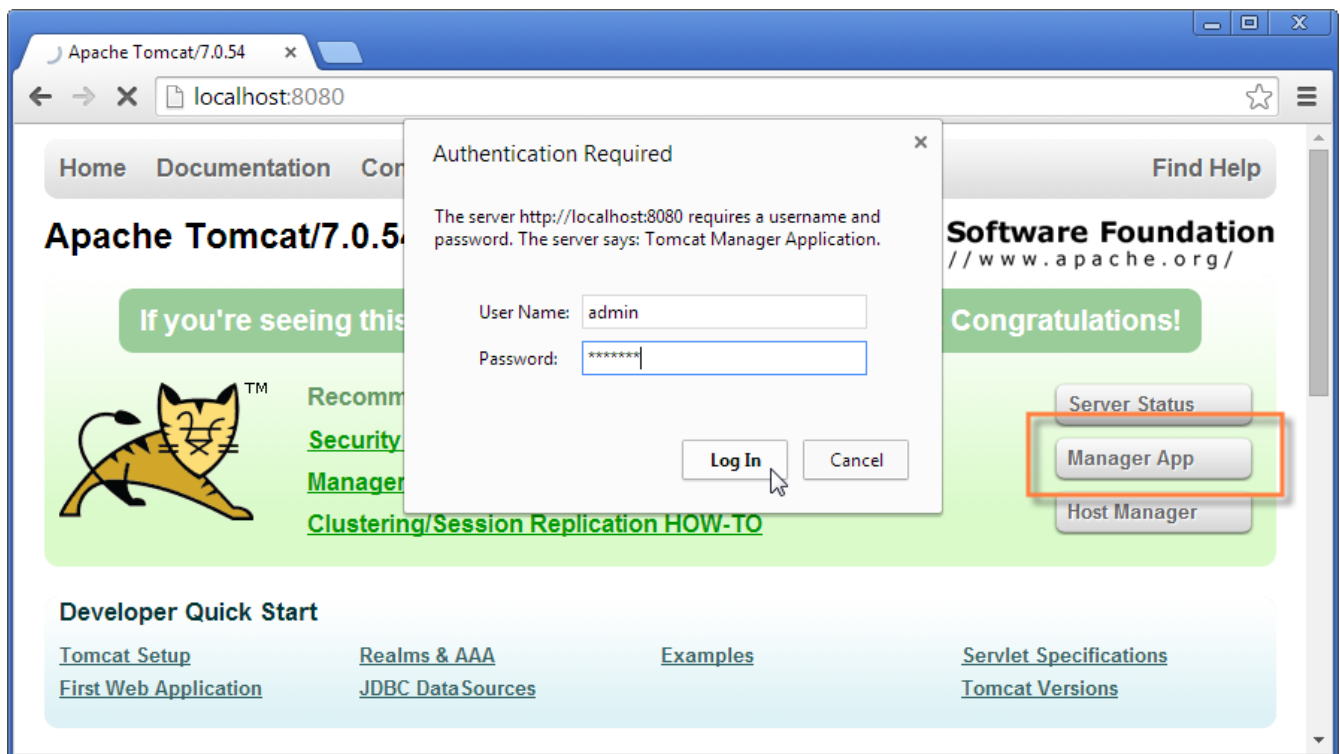 Apache Tomcat/7.0.54
localhost:8080
Home Documentation Con Find Help
Authentication Required
The server http://localhost:8080 requires a username and
password. The server says: Tomcat Manager Application.
User Name: admin
Password: *******
Log In Cancel
Apache Tomcat/7.0.54
Software Foundation
//www.apache.org/
If you're seeing this Congratulations!
TM
Recomm
Security
Manager
Clustering/Session Replication HOW-TO
Server Status
Manager App
Host Manager
Developer Quick Start
Tomcat Setup Realms & AAA Examples Servlet Specifications
First Web Application JDBC DataSources Tomcat Versions